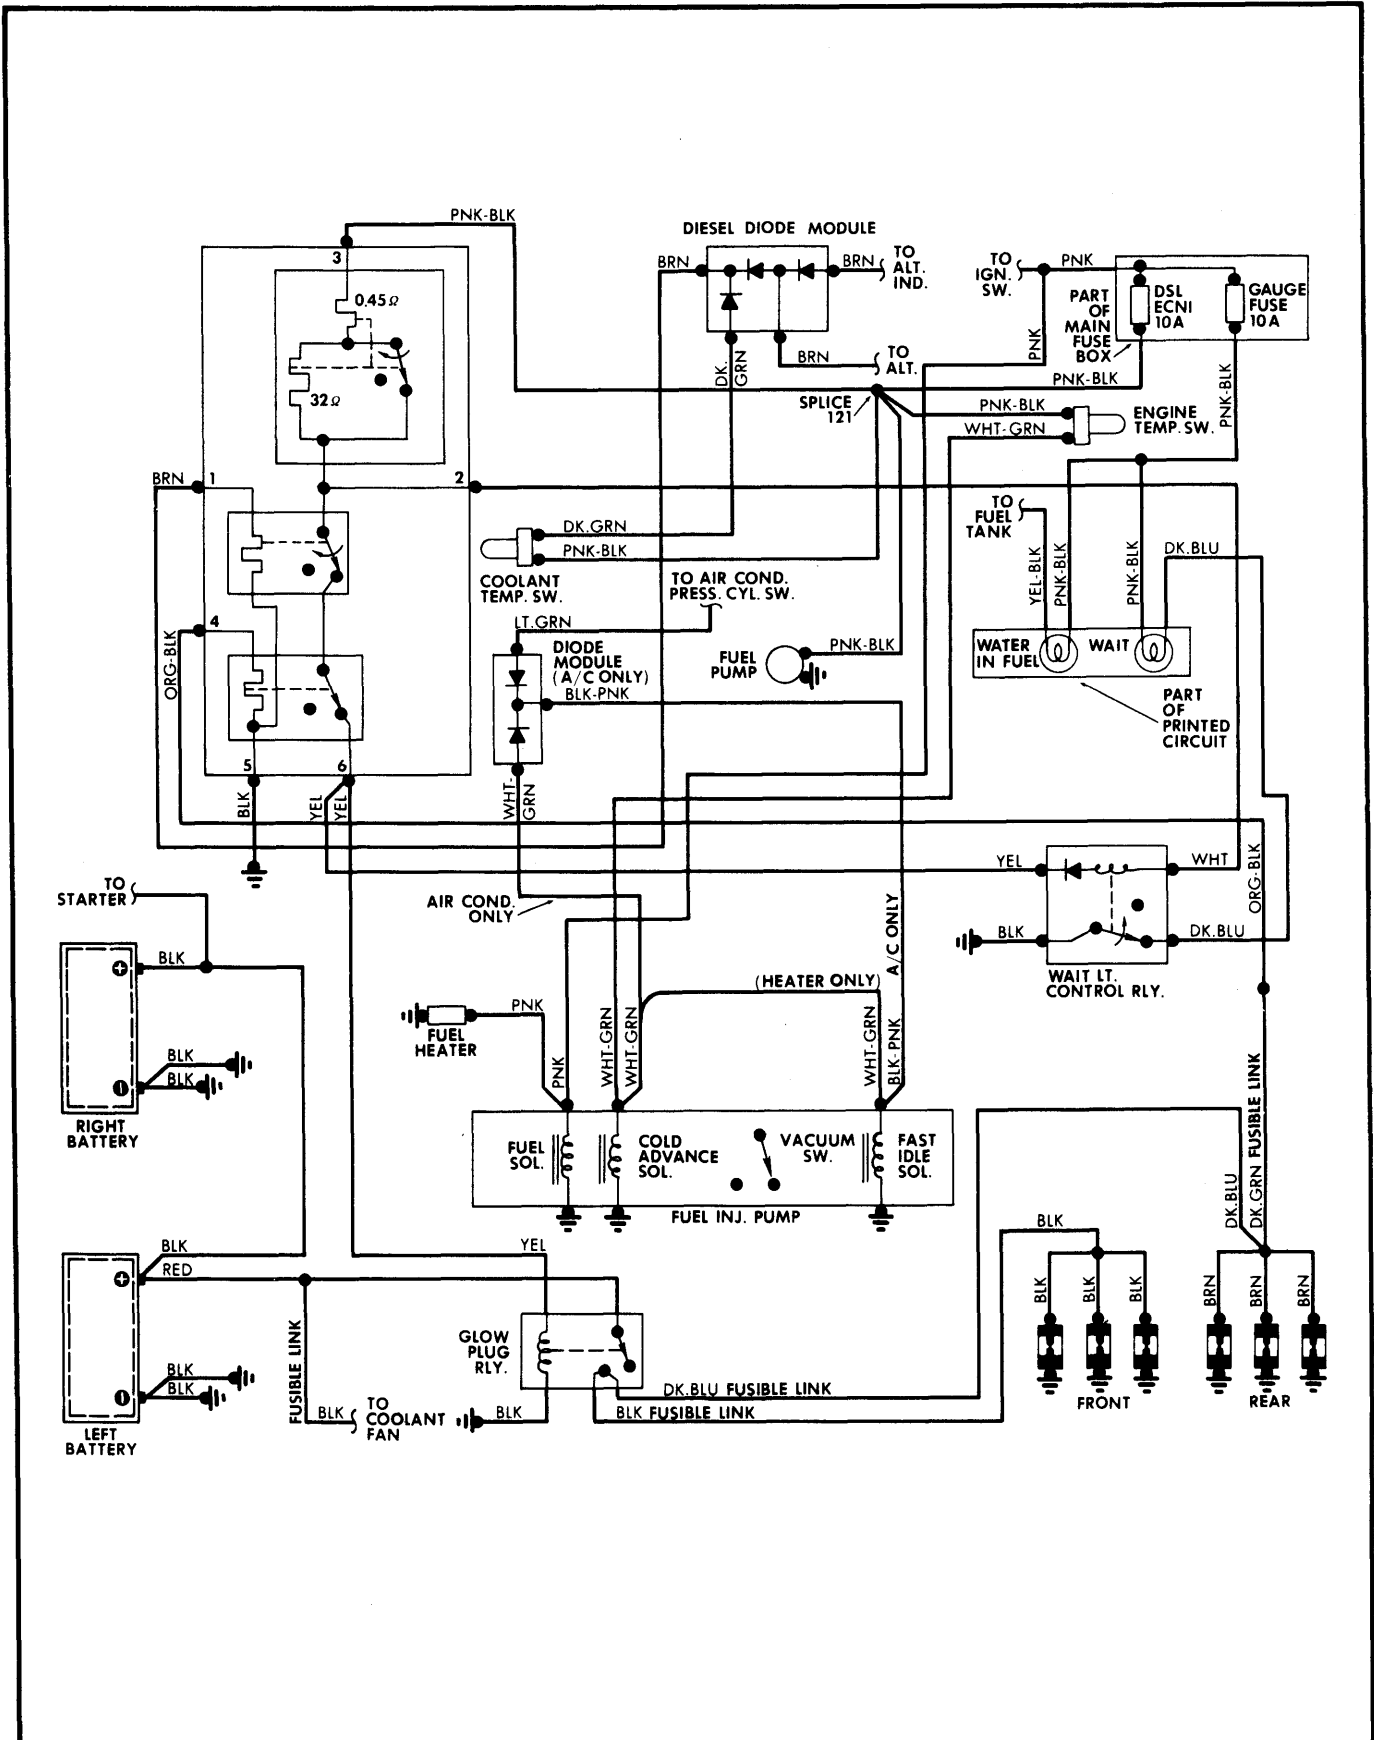 PNK-BLK
DIESEL DIODE MODULE
3
0.45Ω
32Ω
BRN
BRN
TO
ALT.
IND.
DK.
GRN
BRN
TO
ALT.
TO
IGN.
SW.
PNK
PNK
PART
OF
MAIN
FUSE
BOX
DSL
ECNI
10A
GAUGE
FUSE
10A
PNK-BLK
PNK-BLK
SPLICE
121
PNK-BLK
WHT-GRN
ENGINE
TEMP. SW.
BRN
1
2
TO
FUEL
TANK
DK.GRN
PNK-BLK
COOLANT
TEMP. SW.
TO AIR COND.
PRESS. CYL. SW.
YEL-BLK
PNK-BLK
PNK-BLK
DK.BLU
4
ORG-BLK
LT.GRN
DIODE
MODULE
(A/C ONLY)
BLK-PNK
FUEL
PUMP
PNK-BLK
WATER
IN FUEL
WAIT
PART
OF
PRINTED
CIRCUIT
5
6
BLK
YEL
YEL
WHT-
GRN
YEL
WHT
ORG-BLK
BLK
DK.BLU
WAIT LT.
CONTROL RLY.
TO
STARTER
AIR COND.
ONLY
A/C ONLY
BLK
(HEATER ONLY)
PNK
FUEL
HEATER
PNK
WHT-GRN
WHT-GRN
WHT-GRN
BLK-PNK
BLK
BLK
RIGHT
BATTERY
FUEL
SOL.
COLD
ADVANCE
SOL.
VACUUM
SW.
FAST
IDLE
SOL.
FUEL INJ. PUMP
DK.BLU
DK.GRN FUSIBLE LINK
BLK
RED
YEL
BLK
BLK
BLK
BLK
BRN
BRN
BRN
FUSIBLE LINK
GLOW
PLUG
RLY.
BLK
BLK
LEFT
BATTERY
BLK
TO
COOLANT
FAN
BLK
DK.BLU FUSIBLE LINK
BLK FUSIBLE LINK
FRONT
REAR